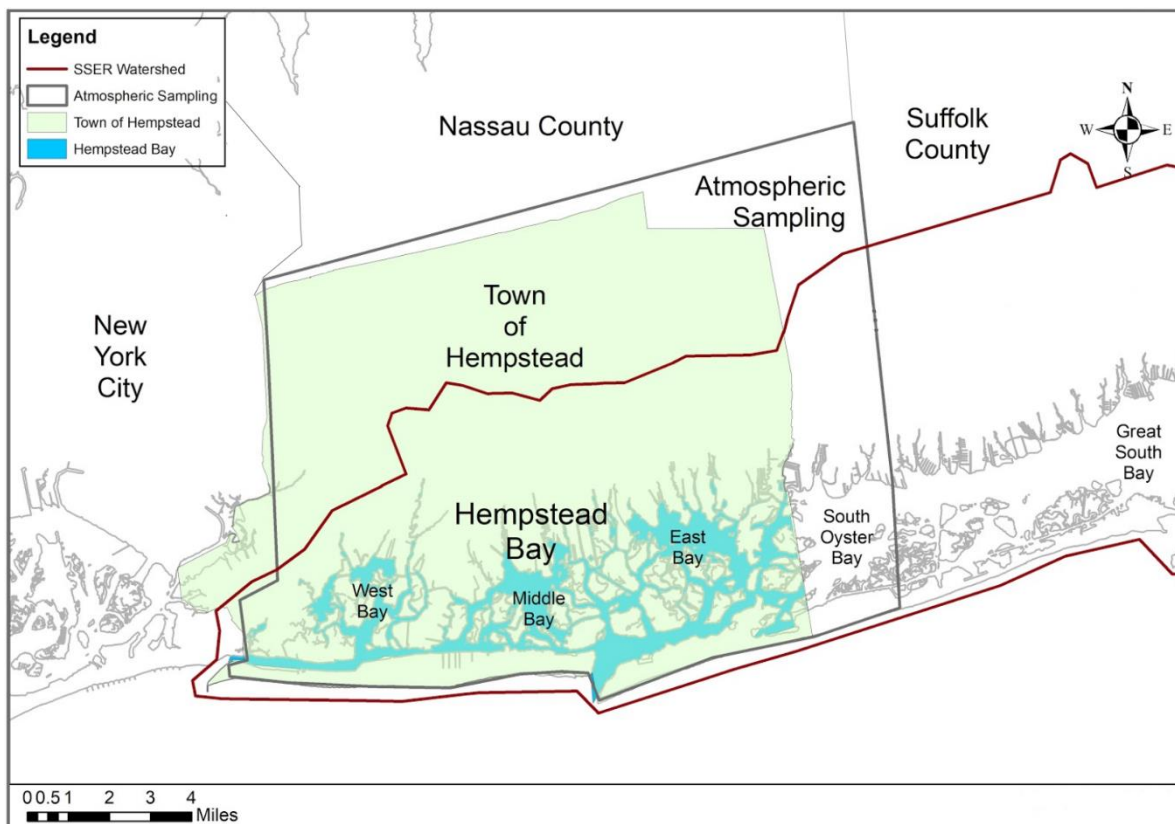 Legend
SSER Watershed
Atmospheric Sampling
Town of Hempstead
Hempstead Bay
Nassau County
Suffolk
County
N
W
E
S
Atmospheric
Sampling
Town
of
Hempstead
New
York
City
Great
South
Bay
Hempstead
Bay
South
Oyster
Bay
East
Bay
West
Bay
Middle
Bay
0 0.5 1 2 3 4
Miles